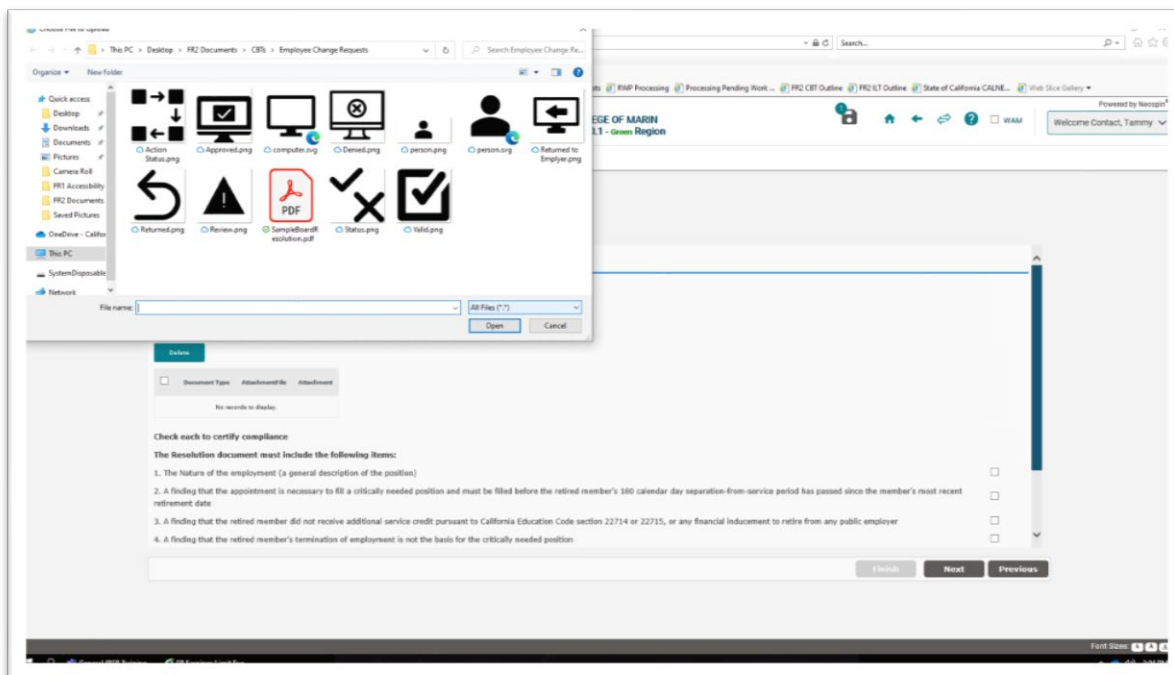 Choose File to Upload
This PC > Desktop > FR2 Documents > CBTs > Employee Change Requests
Search Employee Change Re...
Search...
Organize
New folder
RWP Processing
Processing Pending Work ...
FR2 CBT Outline
FR2 ILT Outline
State of California CALNE...
Web Slice Gallery
Powered by Neospin
EGE OF MARIN
0.1 - Green Region
WAM
Welcome Contact, Tammy
Quick access
Desktop
Downloads
Documents
Pictures
Camera Roll
FR1 Accessibility
FR2 Documents
Saved Pictures
OneDrive - Califor
This PC
SystemDisposable
Network
Action Status.png
Approved.png
computer.svg
Denied.png
person.png
person.svg
Returned to Emplyer.png
PDF
Returned.png
Review.png
SampleBoardResolution.pdf
Status.png
Valid.png
File name:
All Files (*.*)
Open
Cancel
Delete
Document Type
AttachmentFile
Attachment
No records to display.
Check each to certify compliance
The Resolution document must include the following items:
1. The Nature of the employment (a general description of the position)
2. A finding that the appointment is necessary to fill a critically needed position and must be filled before the retired member's 180 calendar day separation-from-service period has passed since the member's most recent
retirement date
3. A finding that the retired member did not receive additional service credit pursuant to California Education Code section 22714 or 22715, or any financial inducement to retire from any public employer
4. A finding that the retired member's termination of employment is not the basis for the critically needed position
Finish
Next
Previous
Font Sizes: